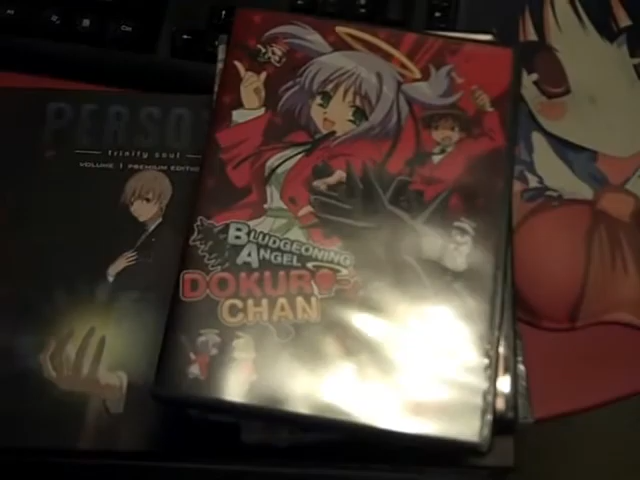 PERSO
trinity soul
VOLUME 1 PREMIUM EDITIO
BLUDGEONING
ANGEL
DOKURO
CHAN